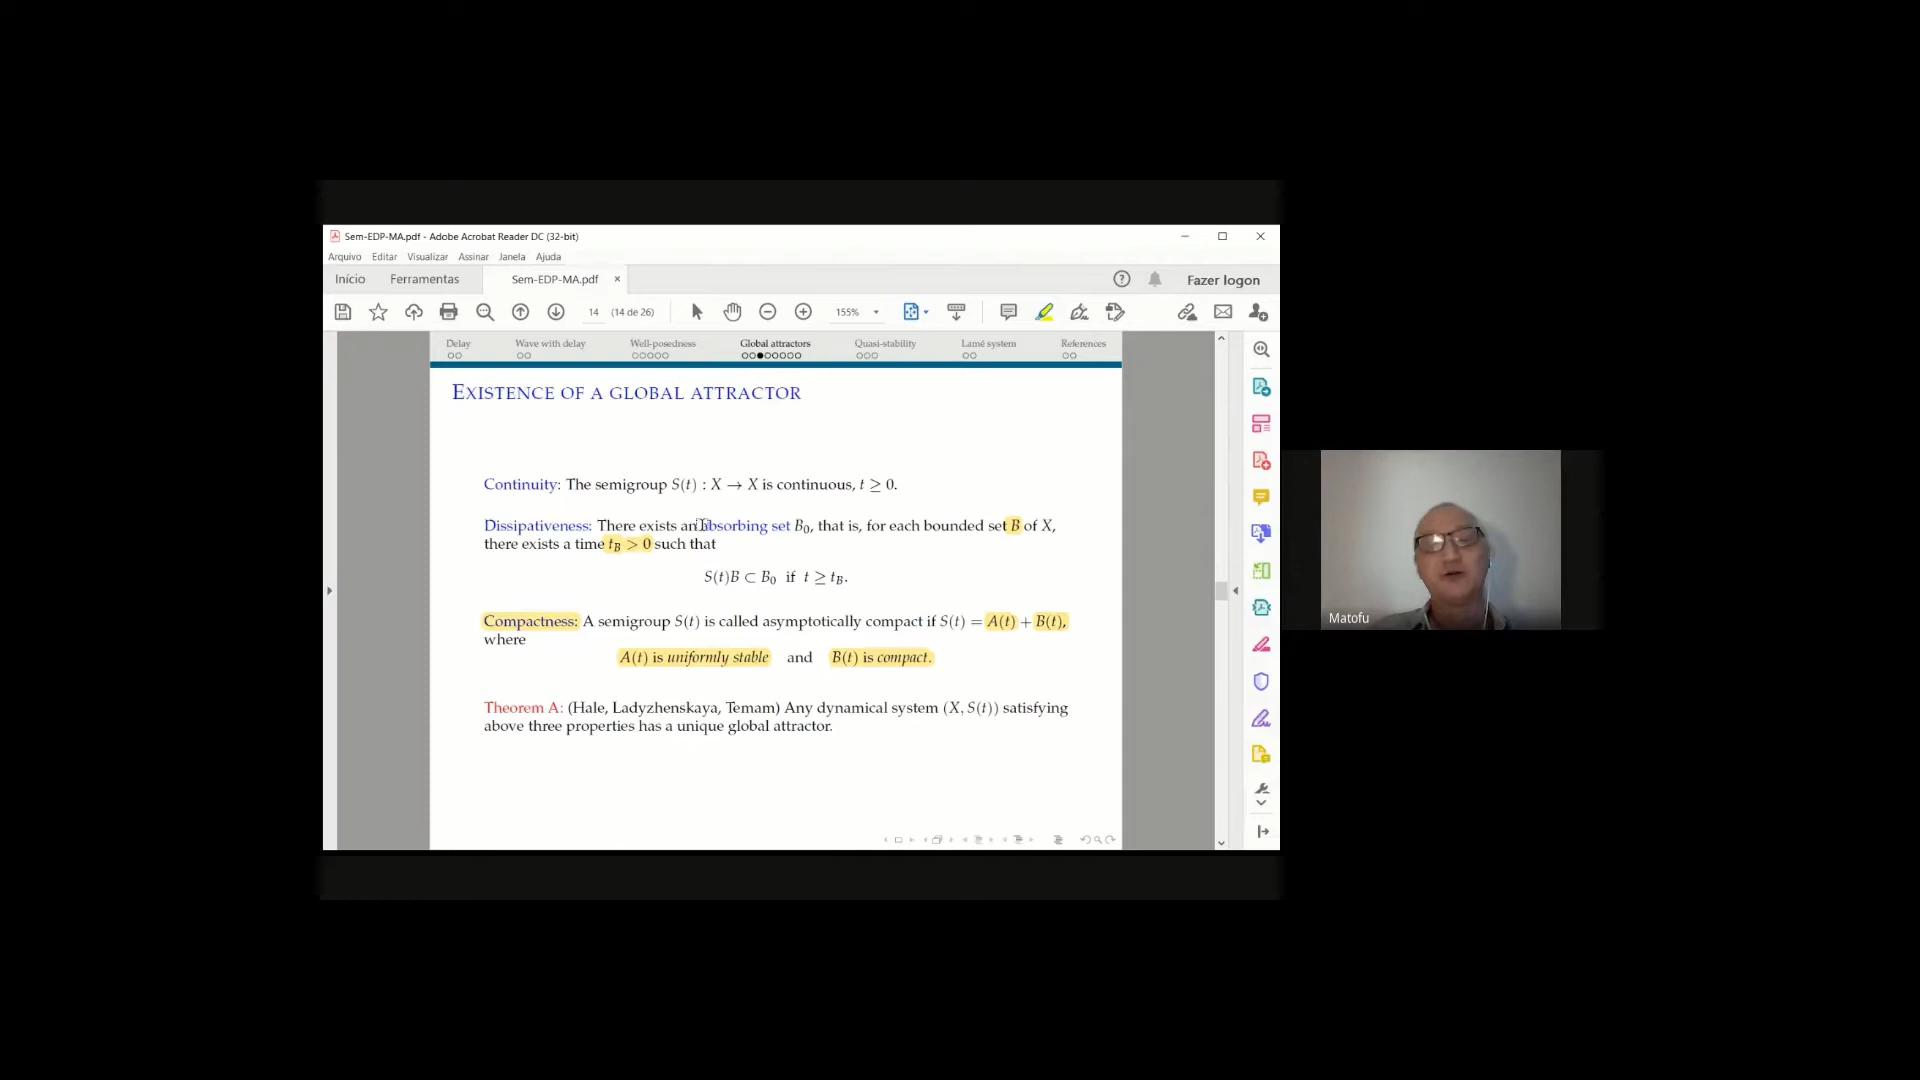 Sem-EDP-MA.pdf - Adobe Acrobat Reader DC (32-bit)
Arquivo Editar Visualizar Assinar Janela Ajuda
Início Ferramentas Sem-EDP-MA.pdf × Fazer logon
14 (14 de 26) 155%
Delay Wave with delay Well-posedness Global attractors Quasi-stability Lamé system References
EXISTENCE OF A GLOBAL ATTRACTOR
Continuity: The semigroup S(t) : X → X is continuous, t ≥ 0.
Dissipativeness: There exists an absorbing set B₀, that is, for each bounded set B of X,
there exists a time t_B > 0 such that
S(t)B ⊂ B₀ if t ≥ t_B.
Compactness: A semigroup S(t) is called asymptotically compact if S(t) = A(t) + B(t),
where
A(t) is uniformly stable and B(t) is compact.
Theorem A: (Hale, Ladyzhenskaya, Temam) Any dynamical system (X, S(t)) satisfying
above three properties has a unique global attractor.
Matofu